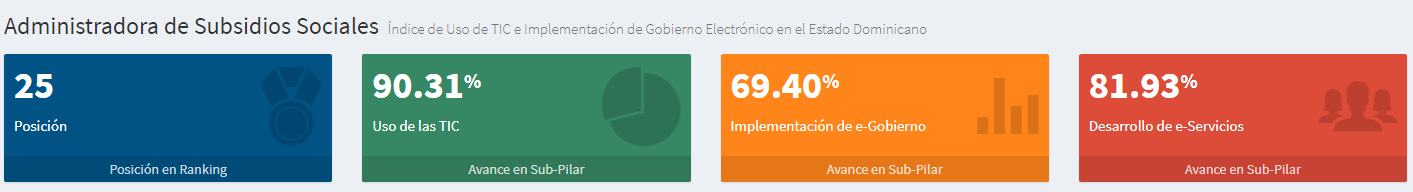 Administradora de Subsidios Sociales Índice de Uso de TIC e Implementación de Gobierno Electrónico en el Estado Dominicano
25
Posición
Posición en Ranking
90.31%
Uso de las TIC
Avance en Sub-Pilar
69.40%
Implementación de e-Gobierno
Avance en Sub-Pilar
81.93%
Desarrollo de e-Servicios
Avance en Sub-Pilar